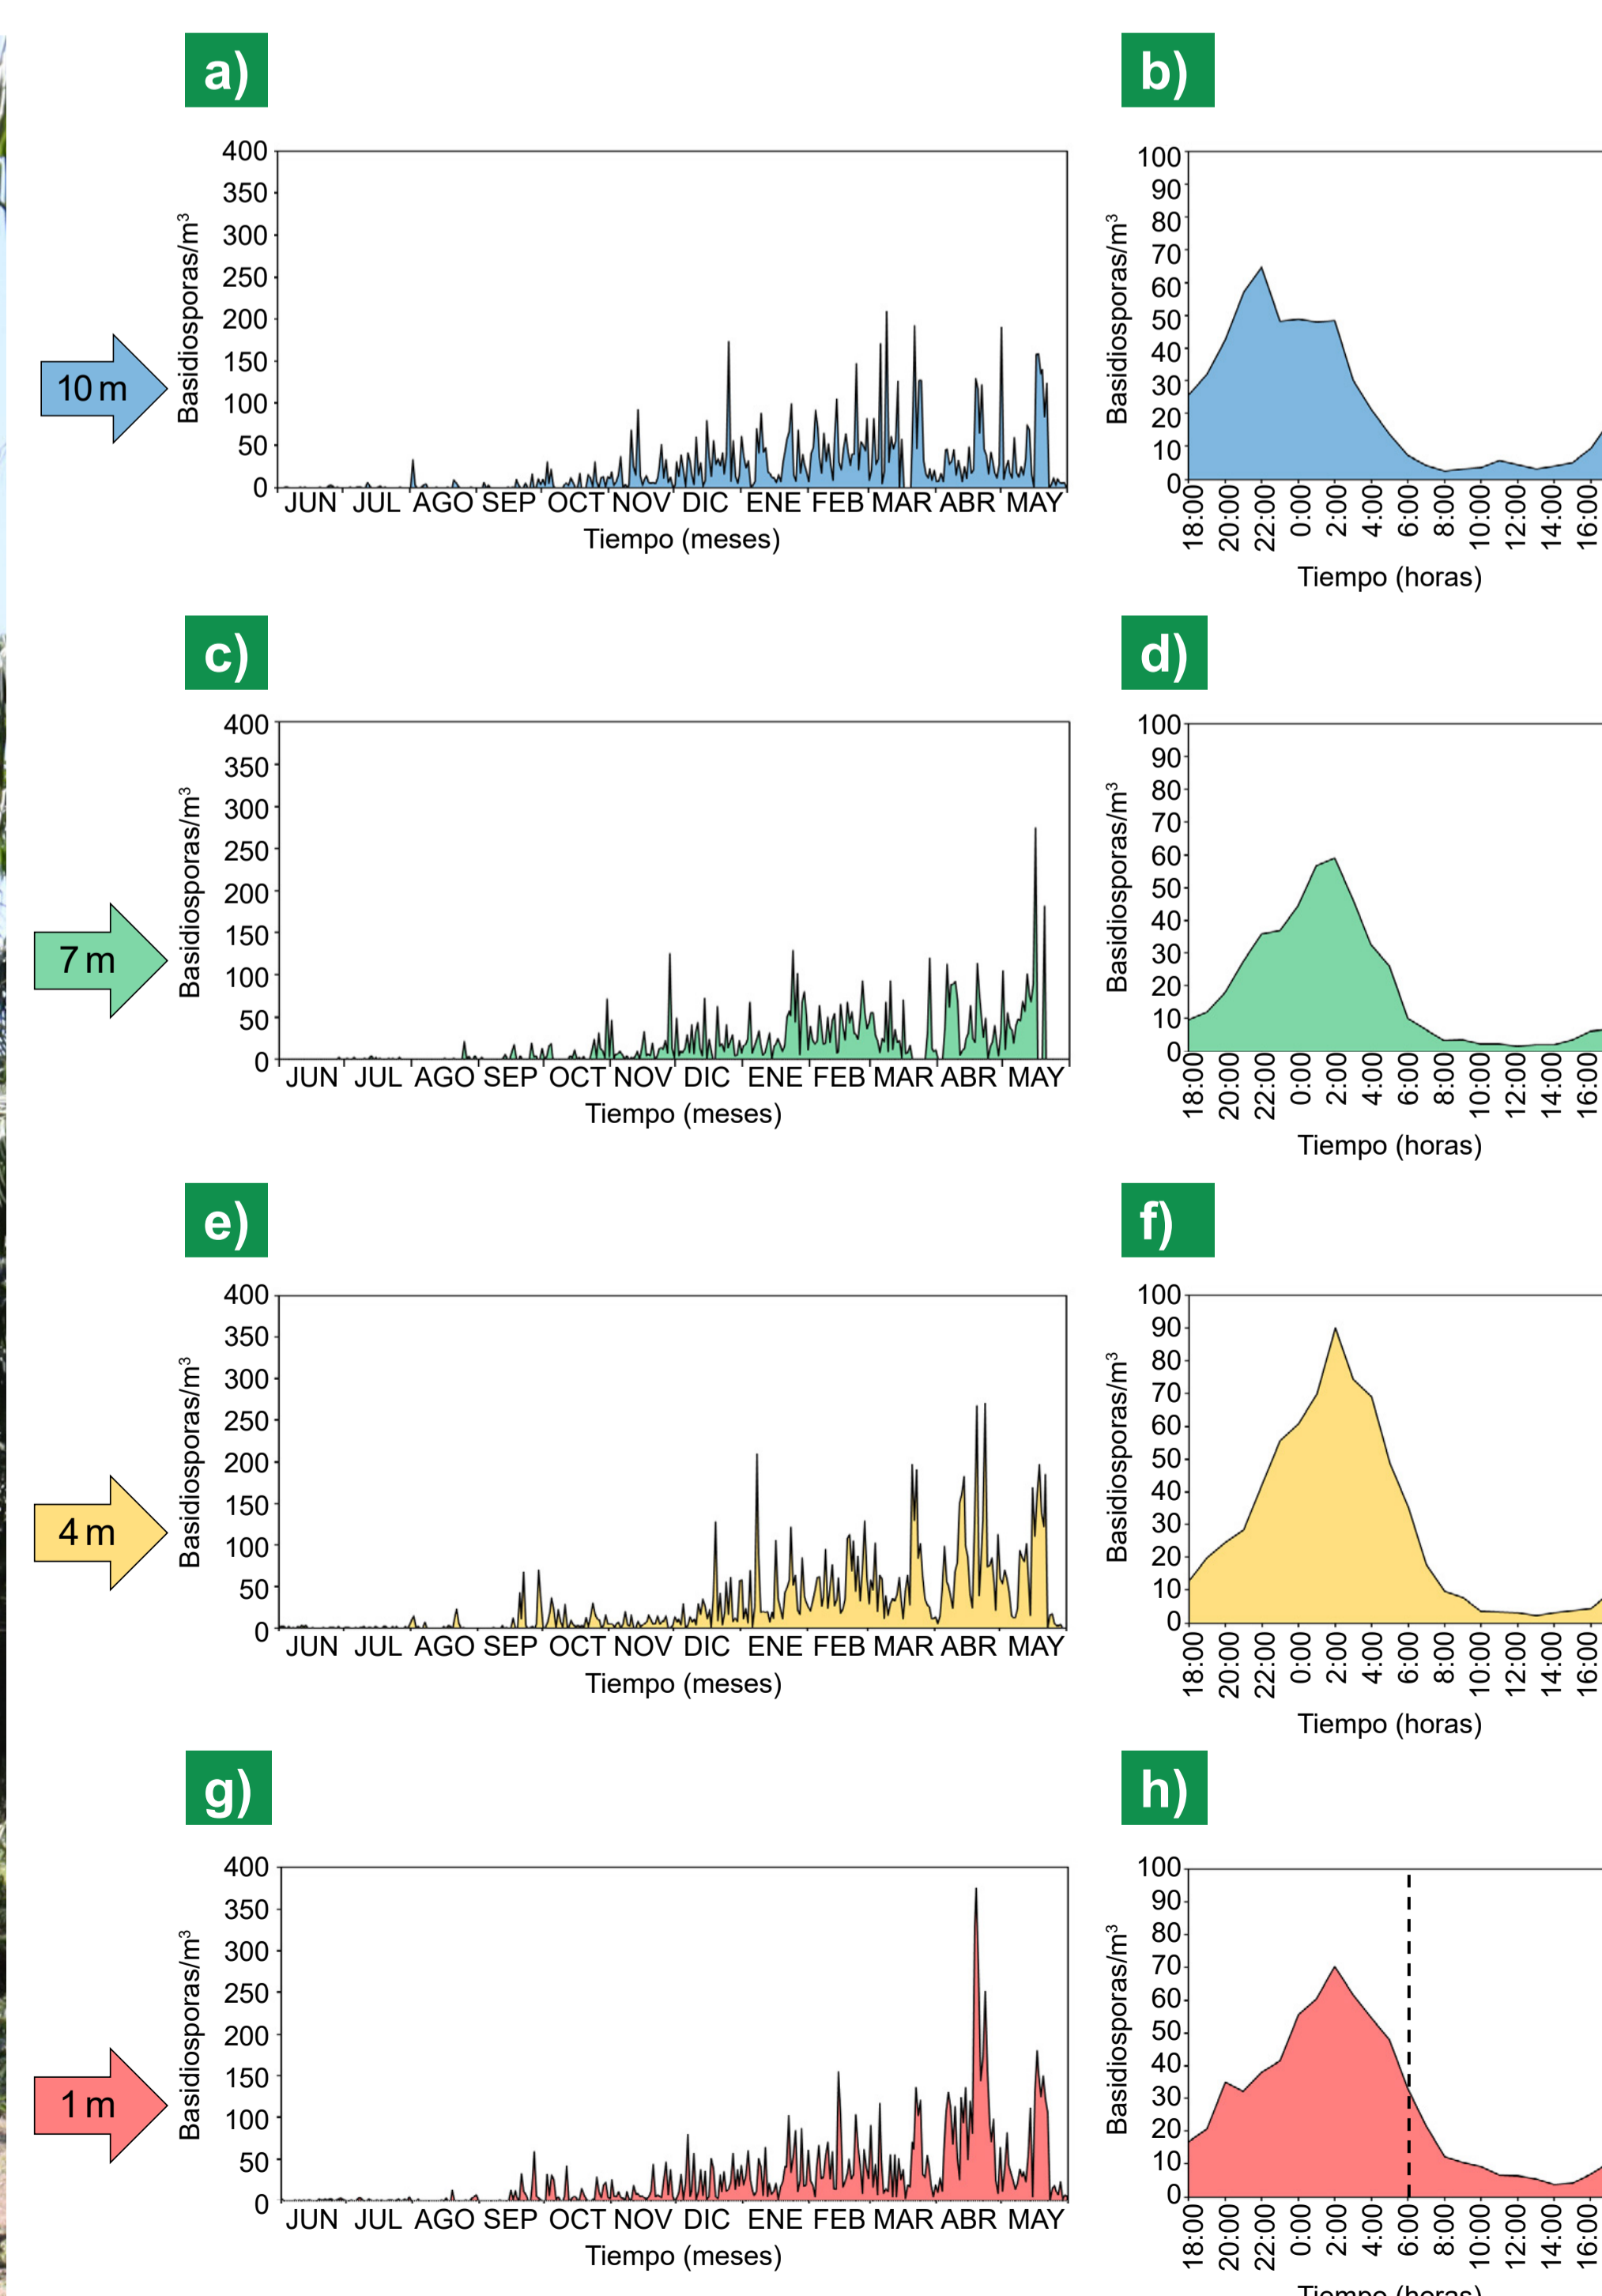 a)
b)
400
350
300
250
200
150
100
50
0
Basidiosporas/m³
JUN JUL AGO SEP OCT NOV DIC ENE FEB MAR ABR MAY
Tiempo (meses)
10 m
100
90
80
70
60
50
40
30
20
10
0
Basidiosporas/m³
18:00 20:00 22:00 0:00 2:00 4:00 6:00 8:00 10:00 12:00 14:00 16:00
Tiempo (horas)
c)
d)
400
350
300
250
200
150
100
50
0
Basidiosporas/m³
JUN JUL AGO SEP OCT NOV DIC ENE FEB MAR ABR MAY
Tiempo (meses)
7 m
100
90
80
70
60
50
40
30
20
10
0
Basidiosporas/m³
18:00 20:00 22:00 0:00 2:00 4:00 6:00 8:00 10:00 12:00 14:00 16:00
Tiempo (horas)
e)
f)
400
350
300
250
200
150
100
50
0
Basidiosporas/m³
JUN JUL AGO SEP OCT NOV DIC ENE FEB MAR ABR MAY
Tiempo (meses)
4 m
100
90
80
70
60
50
40
30
20
10
0
Basidiosporas/m³
18:00 20:00 22:00 0:00 2:00 4:00 6:00 8:00 10:00 12:00 14:00 16:00
Tiempo (horas)
g)
h)
400
350
300
250
200
150
100
50
0
Basidiosporas/m³
JUN JUL AGO SEP OCT NOV DIC ENE FEB MAR ABR MAY
Tiempo (meses)
1 m
100
90
80
70
60
50
40
30
20
10
0
Basidiosporas/m³
18:00 20:00 22:00 0:00 2:00 4:00 6:00 8:00 10:00 12:00 14:00 16:00
Tiempo (horas)